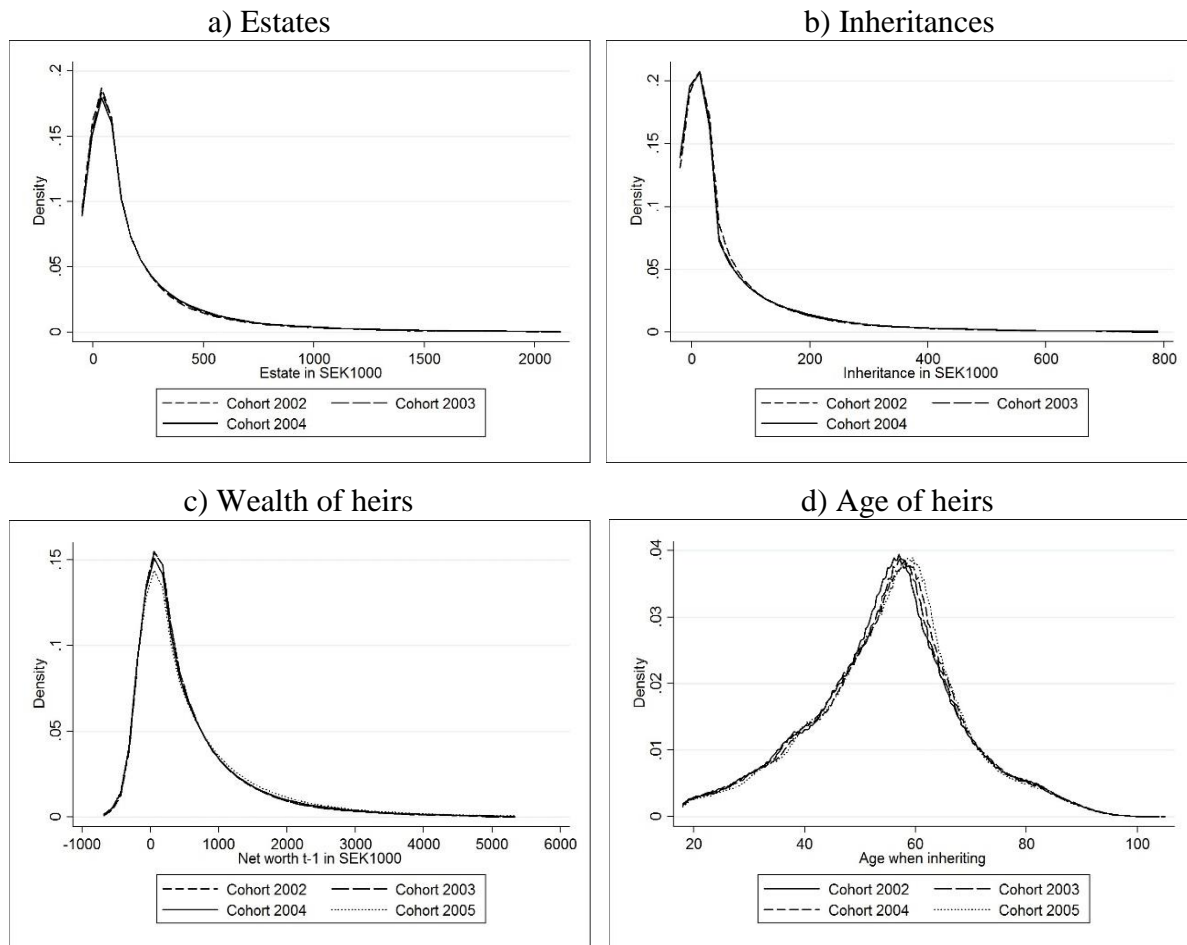 a) Estates
Density
0 .05 .1 .15 .2
0 500 1000 1500 2000
Estate in SEK1000
Cohort 2002 Cohort 2003
Cohort 2004
b) Inheritances
Density
0 .05 .1 .15 .2
0 200 400 600 800
Inheritance in SEK1000
Cohort 2002 Cohort 2003
Cohort 2004
c) Wealth of heirs
Density
0 .05 .1 .15
-1000 0 1000 2000 3000 4000 5000 6000
Net worth t-1 in SEK1000
Cohort 2002 Cohort 2003
Cohort 2004 Cohort 2005
d) Age of heirs
Density
0 .01 .02 .03 .04
20 40 60 80 100
Age when inheriting
Cohort 2002 Cohort 2003
Cohort 2004 Cohort 2005